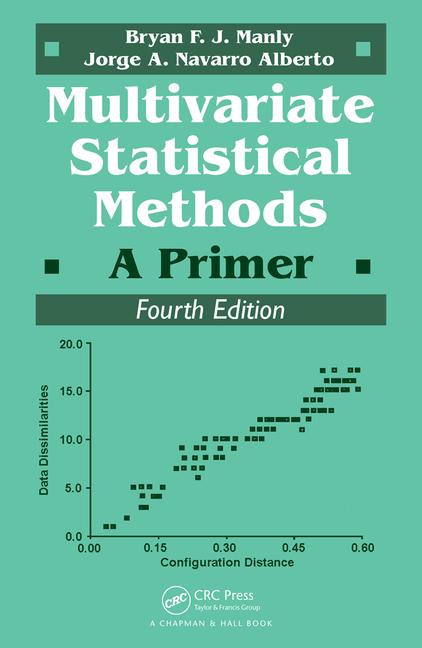 Bryan F. J. Manly
Jorge A. Navarro Alberto
Multivariate
Statistical
Methods
A Primer
Fourth Edition
20.0
15.0
10.0
5.0
0.0
Data Dissimilarities
0.00 0.15 0.30 0.45 0.60
Configuration Distance
CRC CRC Press
Taylor & Francis Group
A CHAPMAN & HALL BOOK